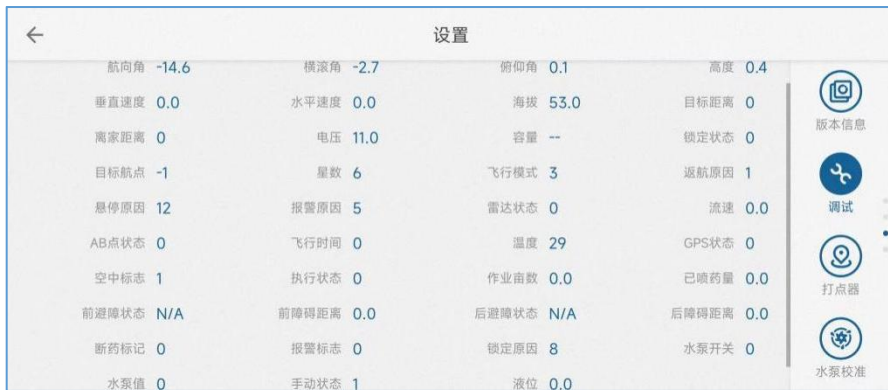 设置
航向角 -14.6 横滚角 -2.7 俯仰角 0.1 高度 0.4
垂直速度 0.0 水平速度 0.0 海拔 53.0 目标距离 0
离家距离 0 电压 11.0 容量 -- 锁定状态 0
目标航点 -1 星数 6 飞行模式 3 返航原因 1
悬停原因 12 报警原因 5 雷达状态 0 流速 0.0
AB点状态 0 飞行时间 0 温度 29 GPS状态 0
空中标志 1 执行状态 0 作业亩数 0.0 已喷药量 0.0
前避障状态 N/A 前障碍距离 0.0 后避障状态 N/A 后障碍距离 0.0
断药标记 0 报警标志 0 锁定原因 8 水泵开关 0
水泵值 0 手动状态 1 液位 0.0
版本信息
调试
打点器
水泵校准